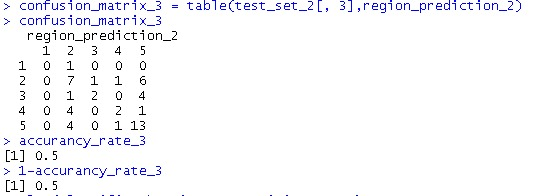 > confusion_matrix_3 = table(test_set_2[, 3],region_prediction_2)
> confusion_matrix_3
   region_prediction_2
     1  2  3  4  5
  1  0  1  0  0  0
  2  0  7  1  1  6
  3  0  1  2  0  4
  4  0  4  0  2  1
  5  0  4  0  1 13
> accurancy_rate_3
[1] 0.5
> 1-accurancy_rate_3
[1] 0.5